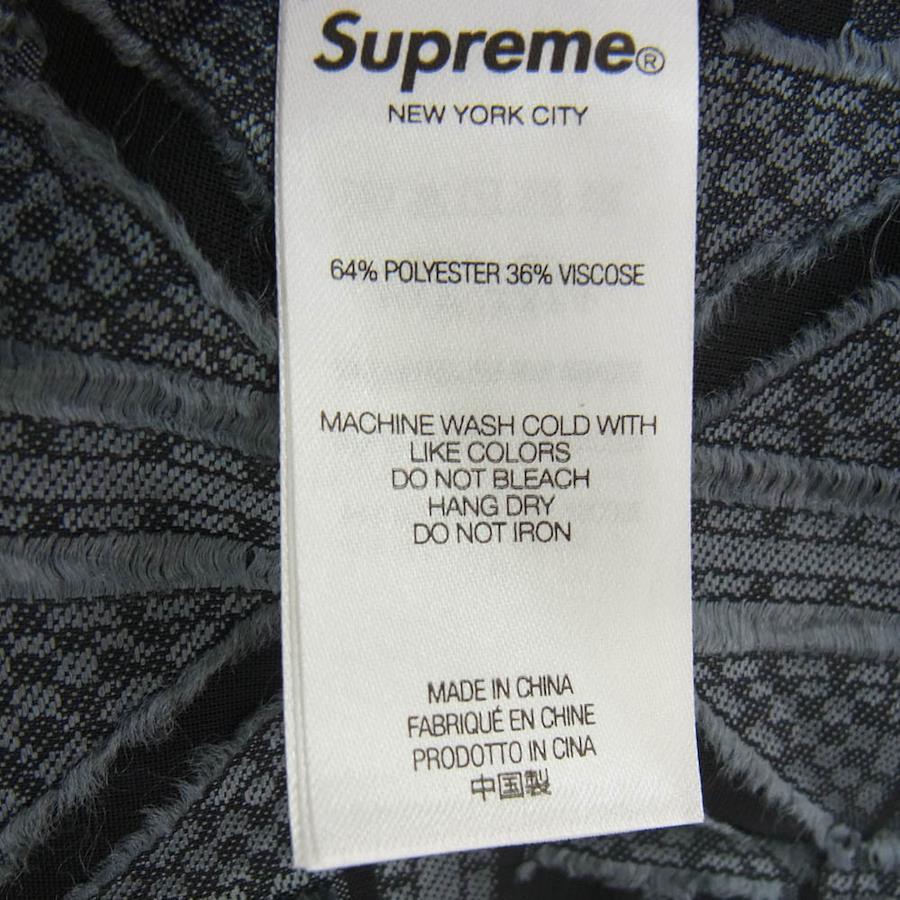 Supreme®
NEW YORK CITY
64% POLYESTER 36% VISCOSE
MACHINE WASH COLD WITH
LIKE COLORS
DO NOT BLEACH
HANG DRY
DO NOT IRON
MADE IN CHINA
FABRIQUÉ EN CHINE
PRODOTTO IN CINA
中国製